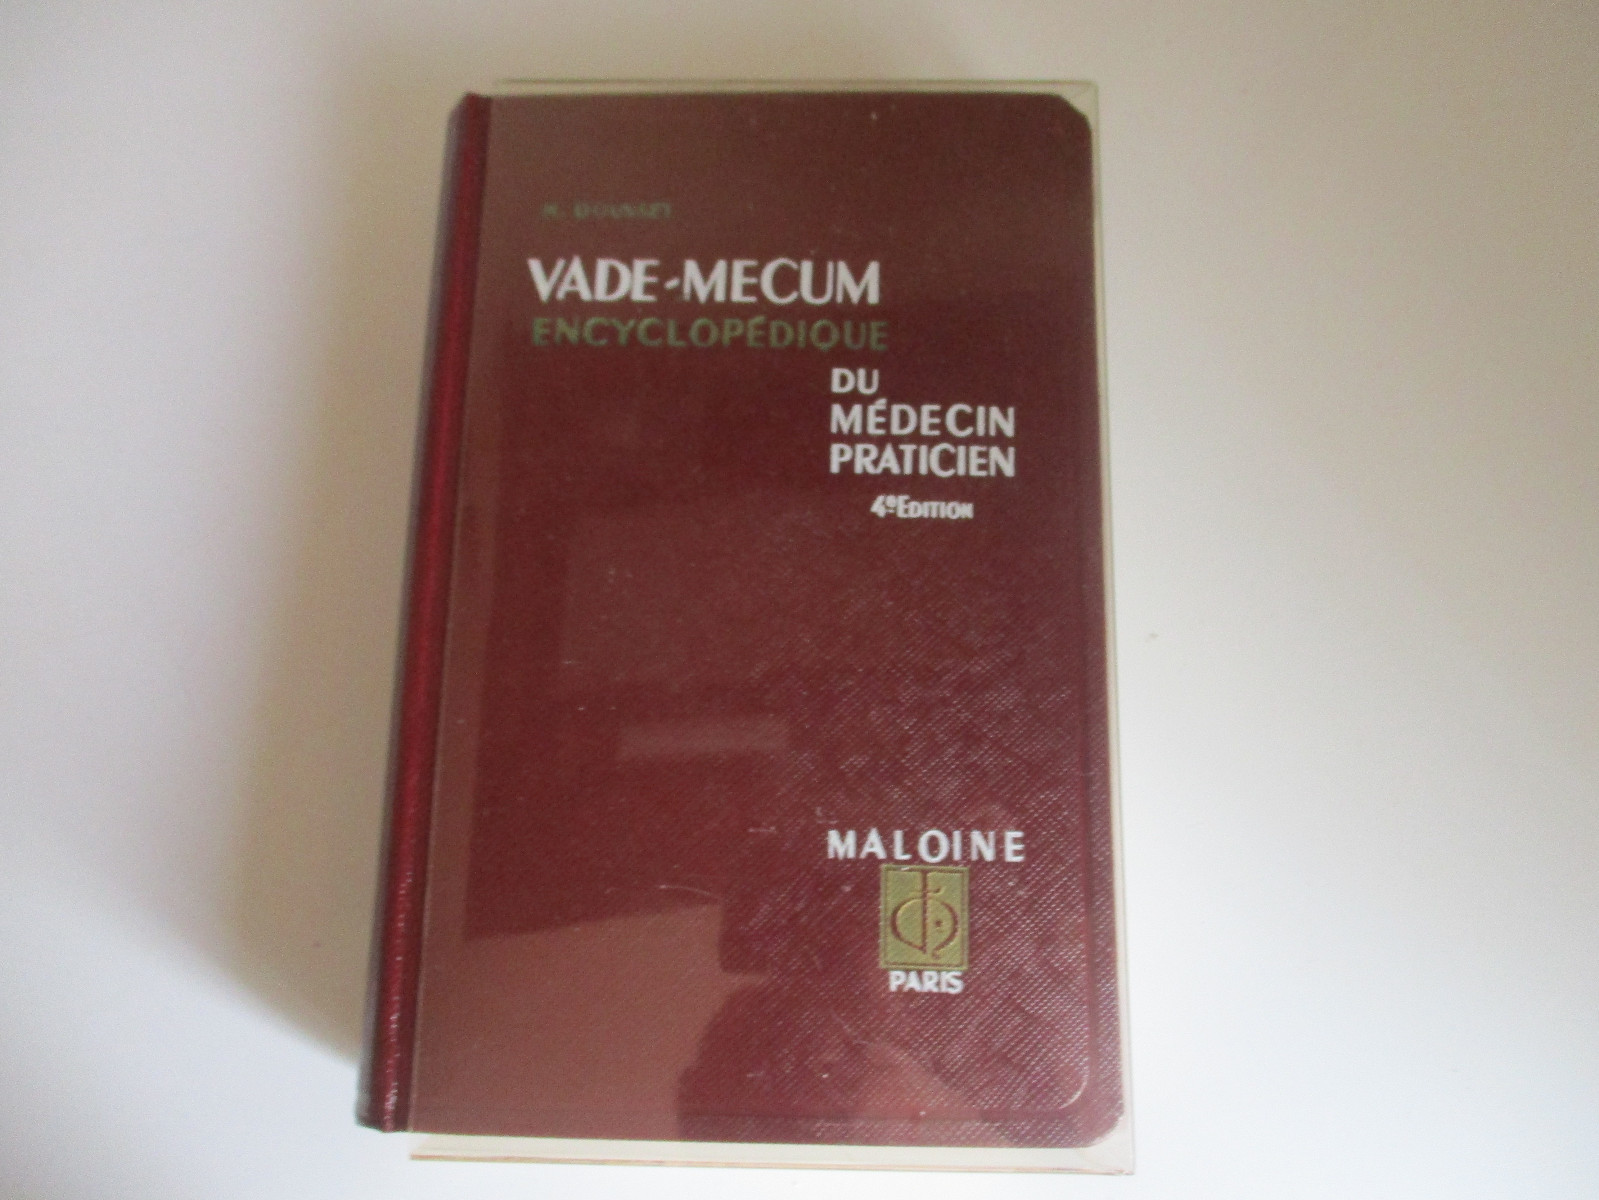 VADE-MECUM
ENCYCLOPÉDIQUE
DU
MÉDECIN
PRATICIEN
4e EDITION
MALOINE
PARIS